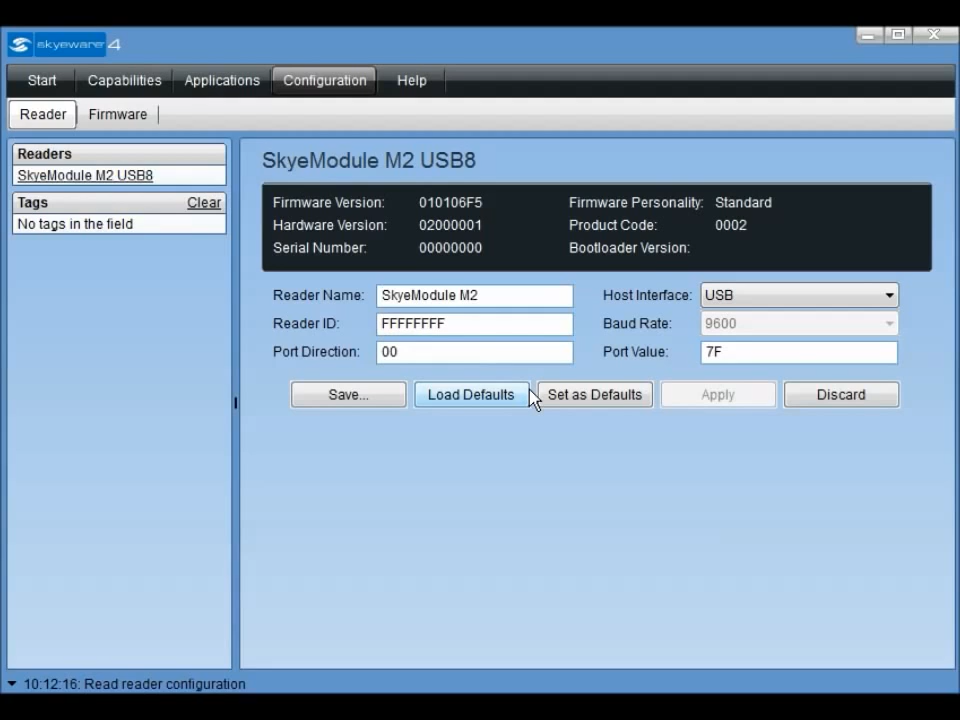 skyeware 4
Start Capabilities Applications Configuration Help
Reader Firmware
Readers
SkyeModule M2 USB8
Tags Clear
No tags in the field
SkyeModule M2 USB8
Firmware Version: 010106F5 Firmware Personality: Standard
Hardware Version: 02000001 Product Code: 0002
Serial Number: 00000000 Bootloader Version:
Reader Name: SkyeModule M2 Host Interface: USB
Reader ID: FFFFFFFF Baud Rate: 9600
Port Direction: 00 Port Value: 7F
Save... Load Defaults Set as Defaults Apply Discard
10:12:16: Read reader configuration